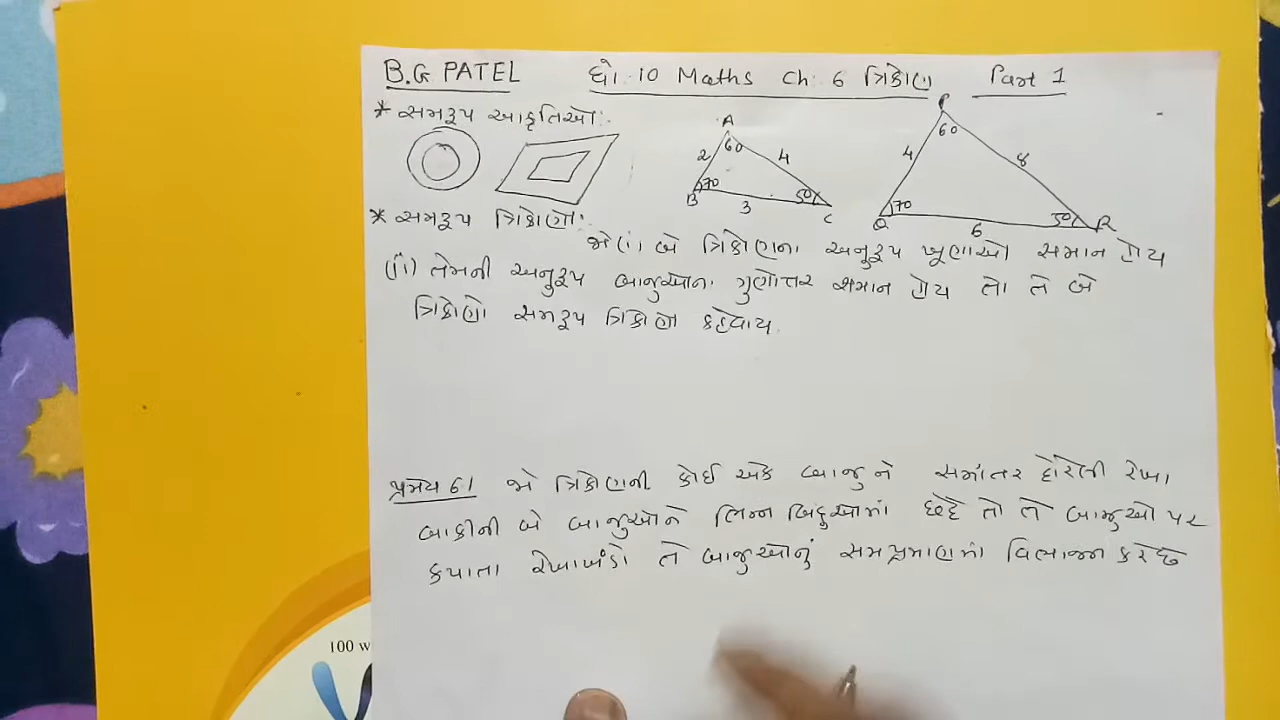 B.G PATEL ધો. 10 Maths Ch: 6 ત્રિકોણ Part 1
* સમરૂપ આકૃતિઓ:-
A
60
2
4
70
50
B
3
C
P
60
4
8
70
50
Q
6
R
* સમરૂપ ત્રિકોણો:-
જો (i) બે ત્રિકોણના અનુરૂપ ખૂણાઓ સમાન હોય
(ii) તેમની અનુરૂપ બાજુઓના ગુણોત્તર સમાન હોય તો તે બે
ત્રિકોણો સમરૂપ ત્રિકોણો કહેવાય.
પ્રમેય 6.1 જો ત્રિકોણની કોઈ એક બાજુને સમાંતર દોરેલી રેખા
બાકીની બે બાજુઓને ભિન્ન બિંદુઓમાં છેદે તો તે બાજુઓ પર
કપાતા રેખાખંડો તે બાજુઓનું સમપ્રમાણમાં વિભાજન કરે છે
100 w